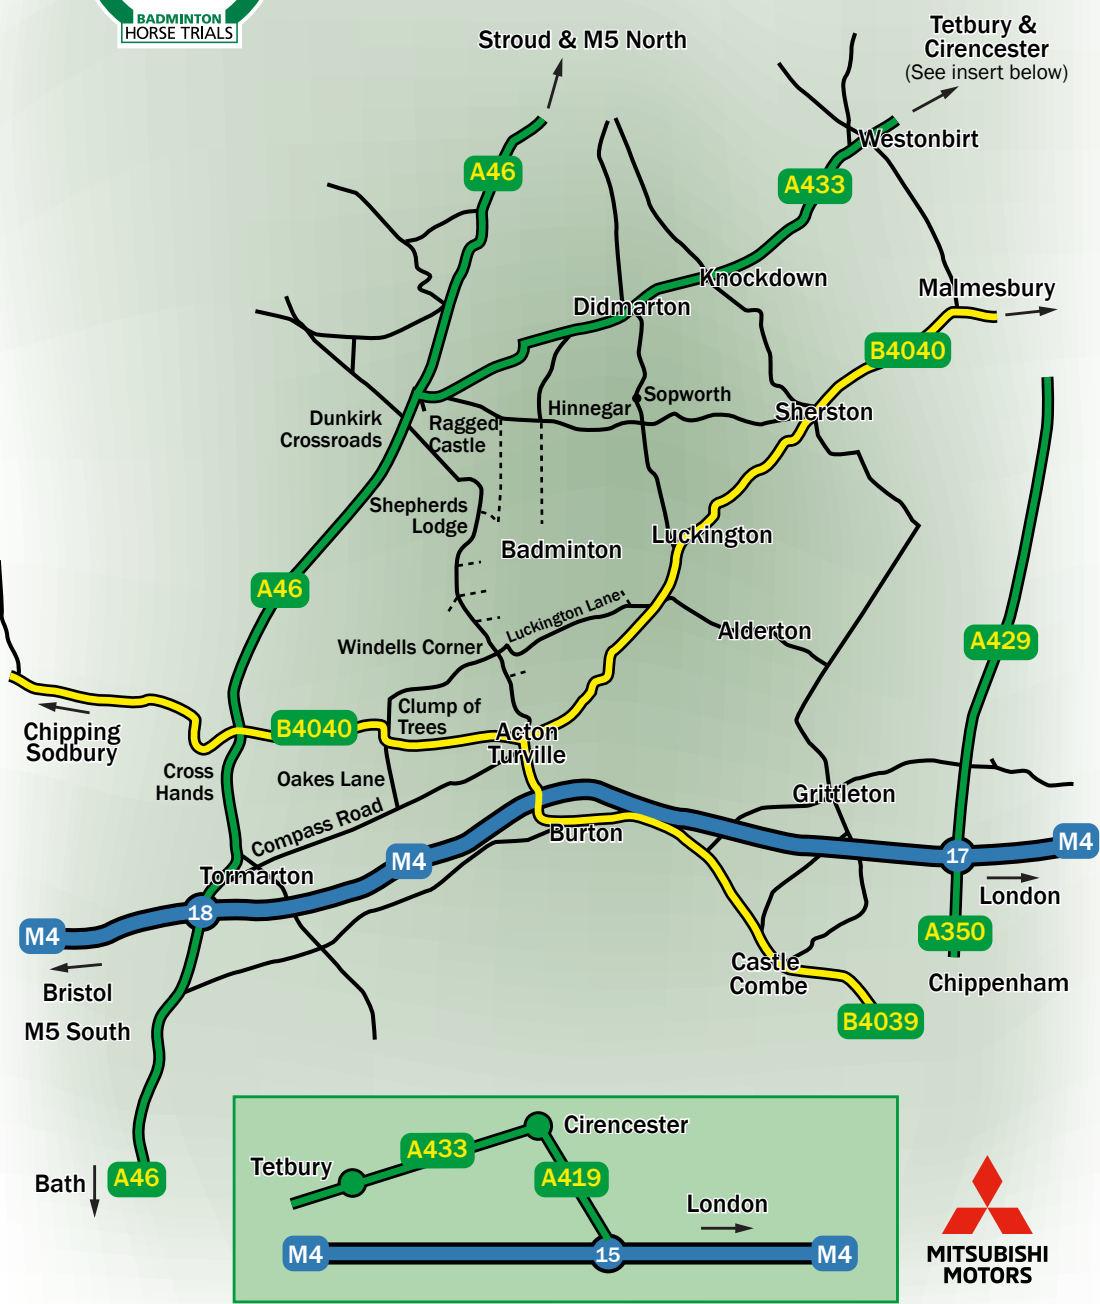 BADMINTON
HORSE TRIALS
Stroud & M5 North
Tetbury &
Cirencester
(See insert below)
Westonbirt
A46
A433
Knockdown
Malmesbury
Didmarton
B4040
Sopworth
Hinnegar
Sherston
Dunkirk
Crossroads
Ragged
Castle
Shepherds
Lodge
Luckington
Badminton
A46
Luckington Lane
Alderton
A429
Windells Corner
Clump of
Trees
Chipping
Sodbury
B4040
Acton
Turville
Cross
Hands
Oakes Lane
Compass Road
Grittleton
Burton
M4
M4
17
Tormarton
London
18
M4
A350
Castle
Combe
Chippenham
Bristol
M5 South
B4039
Cirencester
A433
Tetbury
A419
Bath
A46
London
M4
15
M4
MITSUBISHI
MOTORS